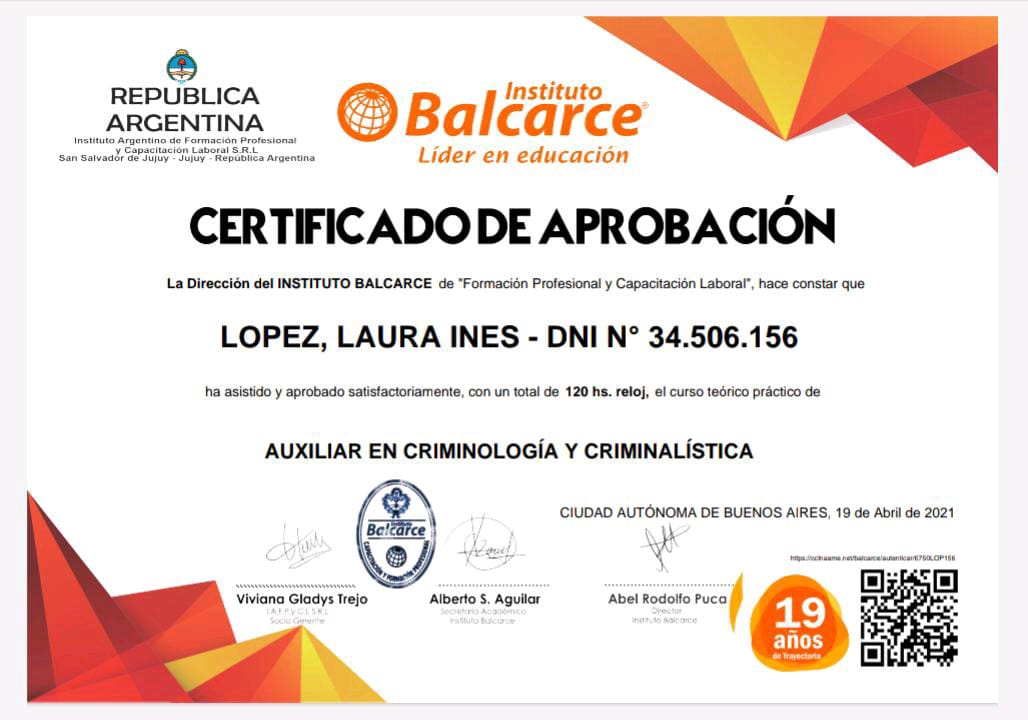 REPUBLICA
ARGENTINA
Instituto Argentino de Formación Profesional
y Capacitación Laboral S.R.L
San Salvador de Jujuy - Jujuy - República Argentina
Instituto
Balcarce®
Líder en educación
CERTIFICADO DE APROBACIÓN
La Dirección del INSTITUTO BALCARCE de "Formación Profesional y Capacitación Laboral", hace constar que
LOPEZ, LAURA INES - DNI N° 34.506.156
ha asistido y aprobado satisfactoriamente, con un total de 120 hs. reloj, el curso teórico práctico de
AUXILIAR EN CRIMINOLOGÍA Y CRIMINALÍSTICA
CIUDAD AUTÓNOMA DE BUENOS AIRES, 19 de Abril de 2021
Instituto
Balcarce
CAPACITACIÓN Y FORMACIÓN PROFESIONAL
https://cclnaame.net/balcarce/autenticar/6750LOP156
Viviana Gladys Trejo
I.A.F.P.y C.L S.R.L
Socio Gerente
Alberto S. Aguilar
Secretario Académico
Instituto Balcarce
Abel Rodolfo Puca
Director
Instituto Balcarce
19
años
de Trayectoria